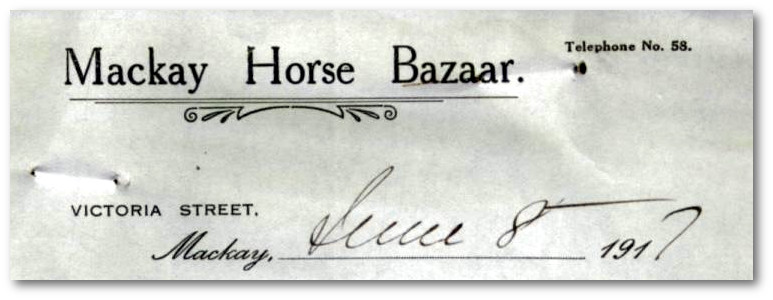 Mackay Horse Bazaar.
Telephone No. 58.
VICTORIA STREET,
Mackay, June 8 1917